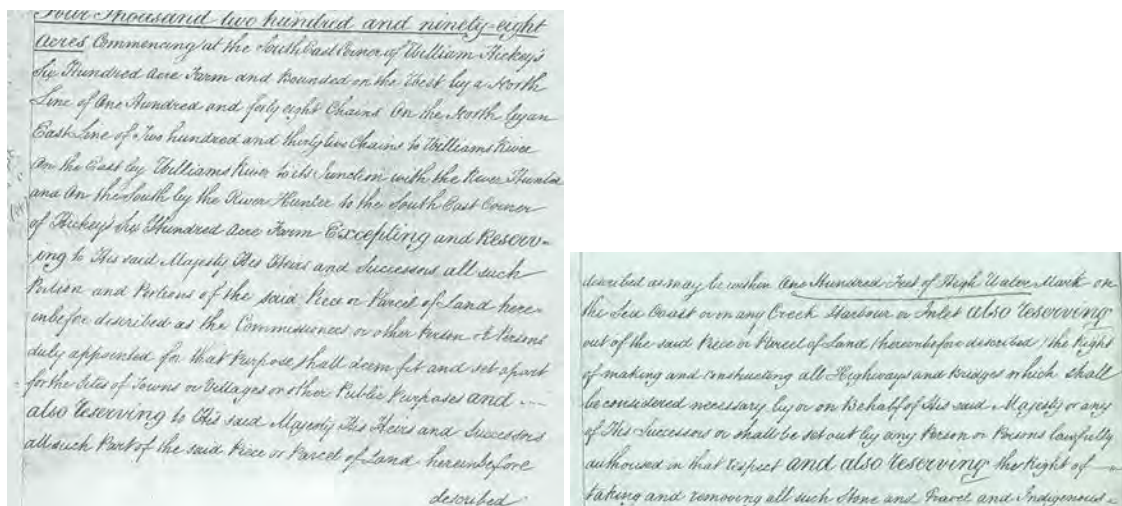 Four Thousand two hundred and ninety-eight
Acres Commencing at the South East Corner of William Hickey's
Six Hundred Acre Farm and Bounded on the West by a North
Line of One Hundred and forty eight Chains On the North by an
East Line of Two hundred and thirty two Chains to Williams River
On the East by Williams River to its Junction with the River Hunter
and On the South by the River Hunter to the South East Corner
of Hickey's Six Hundred Acre Farm Excepting and Reserv-
ing to His said Majesty His Heirs and Successors all such
Portion and Portions of the said Piece or Parcel of Land here-
inbefore described as the Commissioners or other Person or Persons
duly appointed for that Purpose shall deem fit and set apart
for the Sites of Towns or Villages or other Public Purposes and
also Reserving to His said Majesty His Heirs and Successors
all such Part of the said Piece or Parcel of Land hereinbefore
described
described as may be within One Hundred Feet of High Water Mark on
the Sea Coast or on any Creek Harbour or Inlet also Reserving
out of the said Piece or Parcel of Land hereinbefore described the Right
of making and constructing all Highways and Bridges which shall
be considered necessary by or on Behalf of His said Majesty or any
of His Successors or shall be set out by any Person or Persons lawfully
authorised in that respect and also Reserving the Right of
taking and removing all such Stone and Gravel and Indigenous